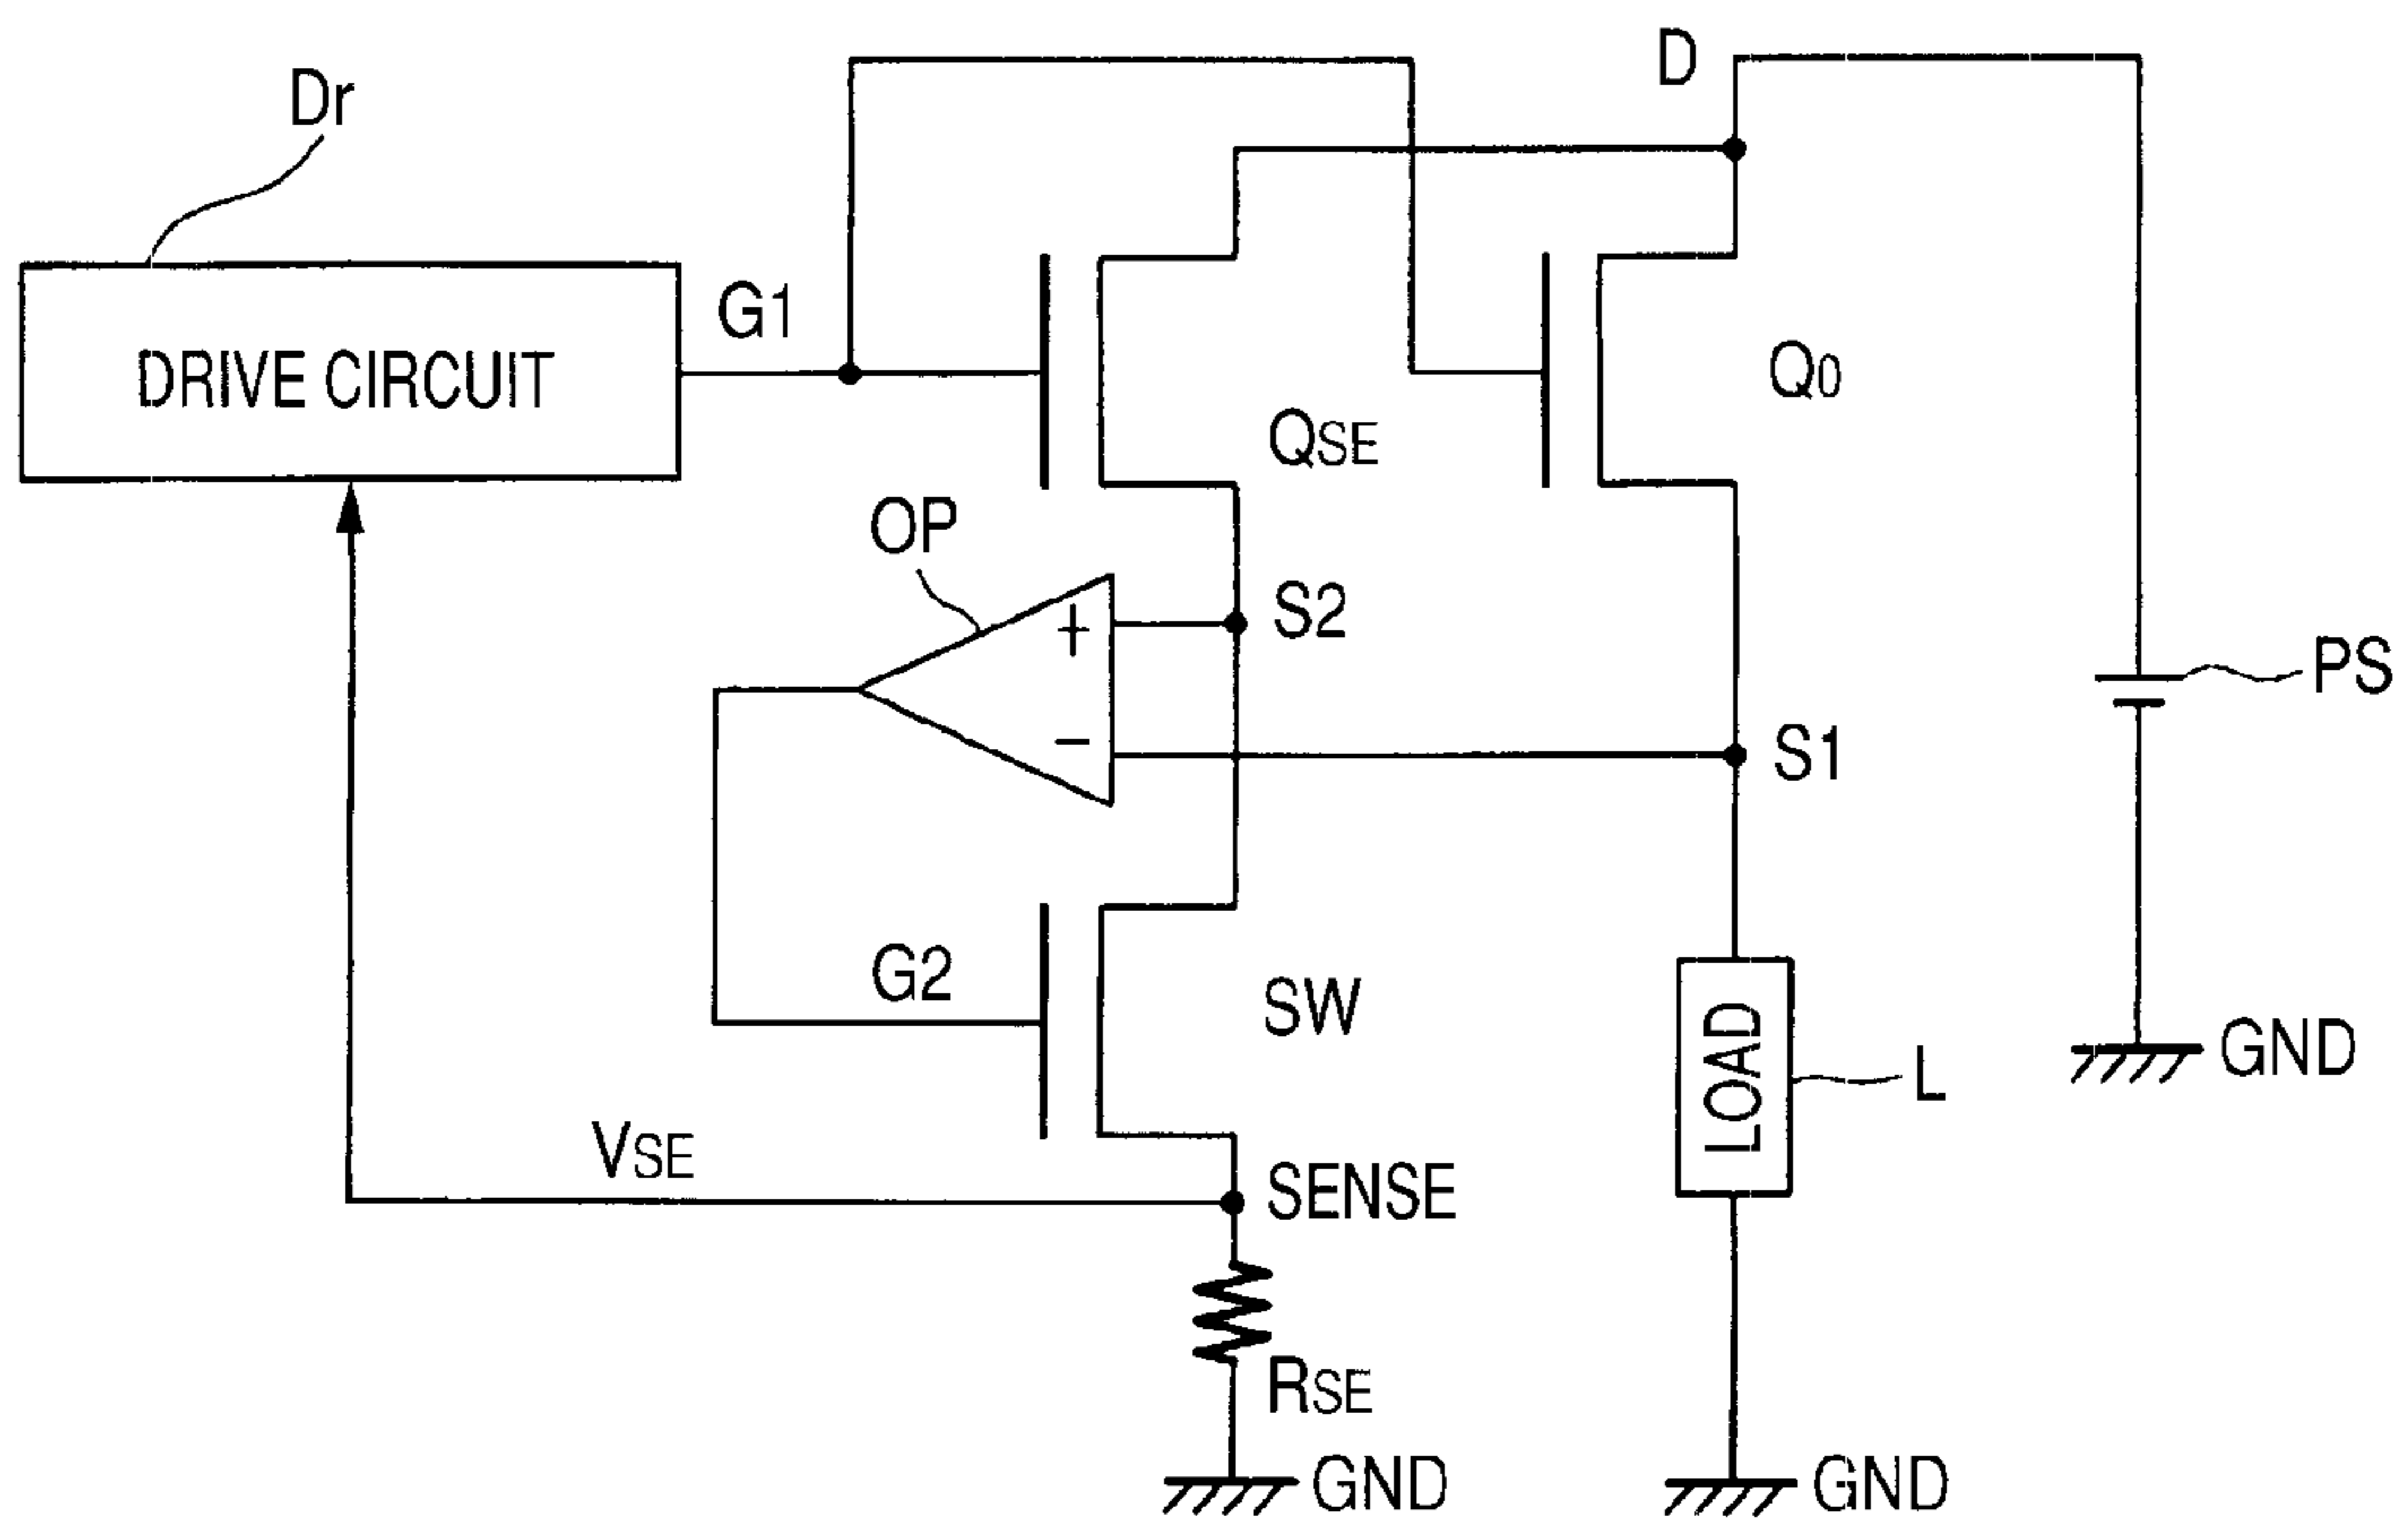 D
Dr
G1
DRIVE CIRCUIT
Q0
QSE
OP
S2
+
PS
−
S1
G2
SW
GND
LOAD
L
VSE
SENSE
RSE
GND
GND